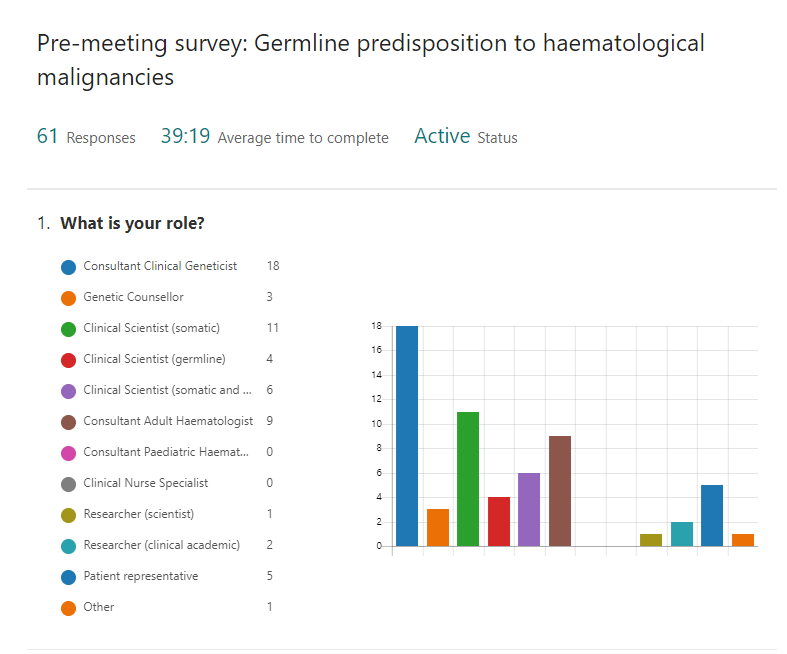 Pre-meeting survey: Germline predisposition to haematological
malignancies
61 Responses 39:19 Average time to complete Active Status
1. What is your role?
Consultant Clinical Geneticist 18
Genetic Counsellor 3
Clinical Scientist (somatic) 11
Clinical Scientist (germline) 4
Clinical Scientist (somatic and ... 6
Consultant Adult Haematologist 9
Consultant Paediatric Haemat... 0
Clinical Nurse Specialist 0
Researcher (scientist) 1
Researcher (clinical academic) 2
Patient representative 5
Other 1
18
16
14
12
10
8
6
4
2
0